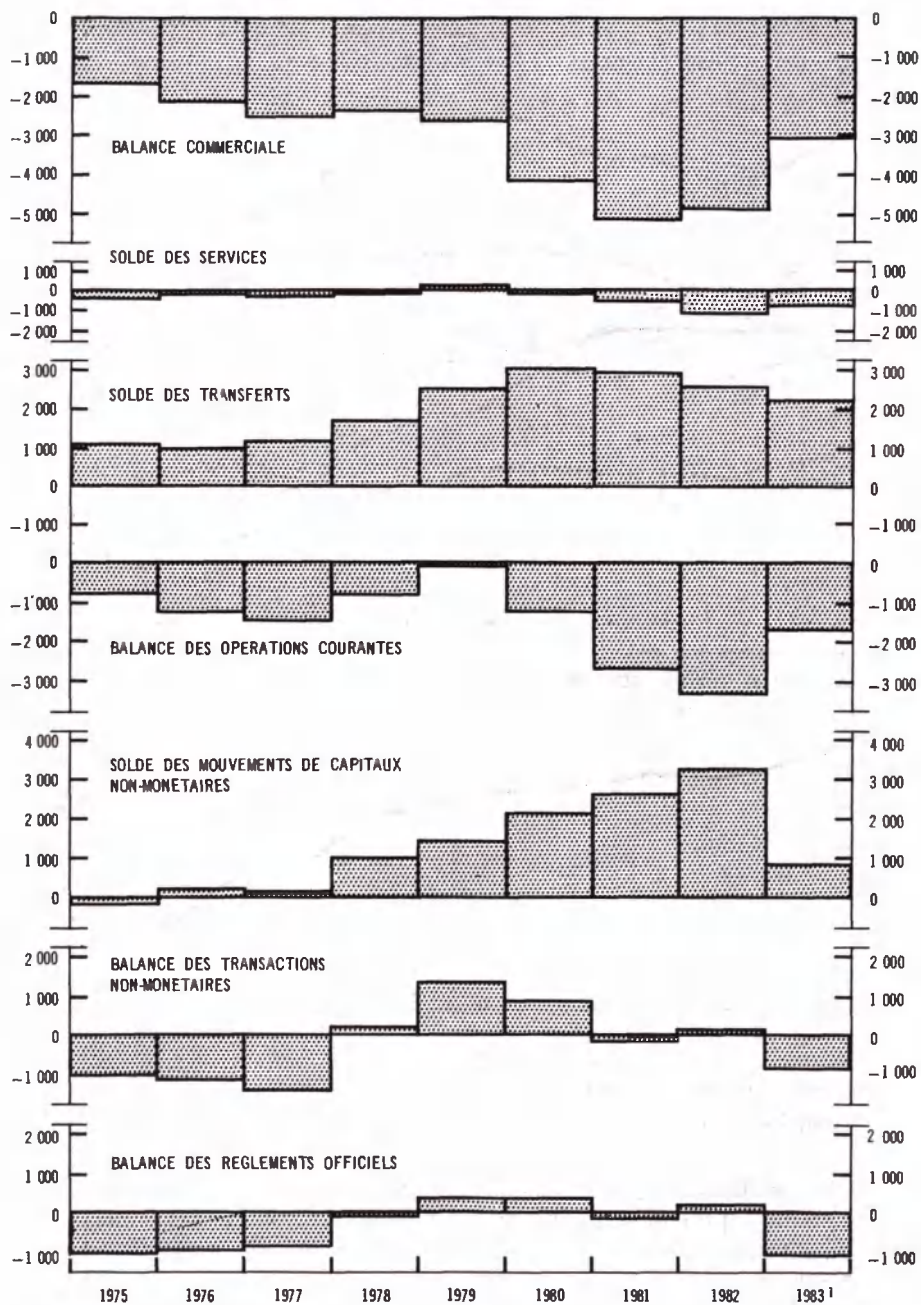 0 0
−1 000 −1 000
−2 000 −2 000
−3 000 −3 000
BALANCE COMMERCIALE
−4 000 −4 000
−5 000 −5 000
SOLDE DES SERVICES
1 000 1 000
0 0
−1 000 −1 000
−2 000 −2 000
3 000 3 000
SOLDE DES TRANSFERTS
2 000 2 000
1 000 1 000
0 0
−1 000 −1 000
0 0
−1 000 −1 000
−2 000 −2 000
BALANCE DES OPERATIONS COURANTES
−3 000 −3 000
4 000 4 000
SOLDE DES MOUVEMENTS DE CAPITAUX
NON-MONETAIRES
3 000 3 000
2 000 2 000
1 000 1 000
0 0
2 000 2 000
BALANCE DES TRANSACTIONS
NON-MONETAIRES
1 000 1 000
0 0
−1 000 −1 000
2 000 2 000
BALANCE DES REGLEMENTS OFFICIELS
1 000 1 000
0 0
−1 000 −1 000
1975 1976 1977 1978 1979 1980 1981 1982 1983 1